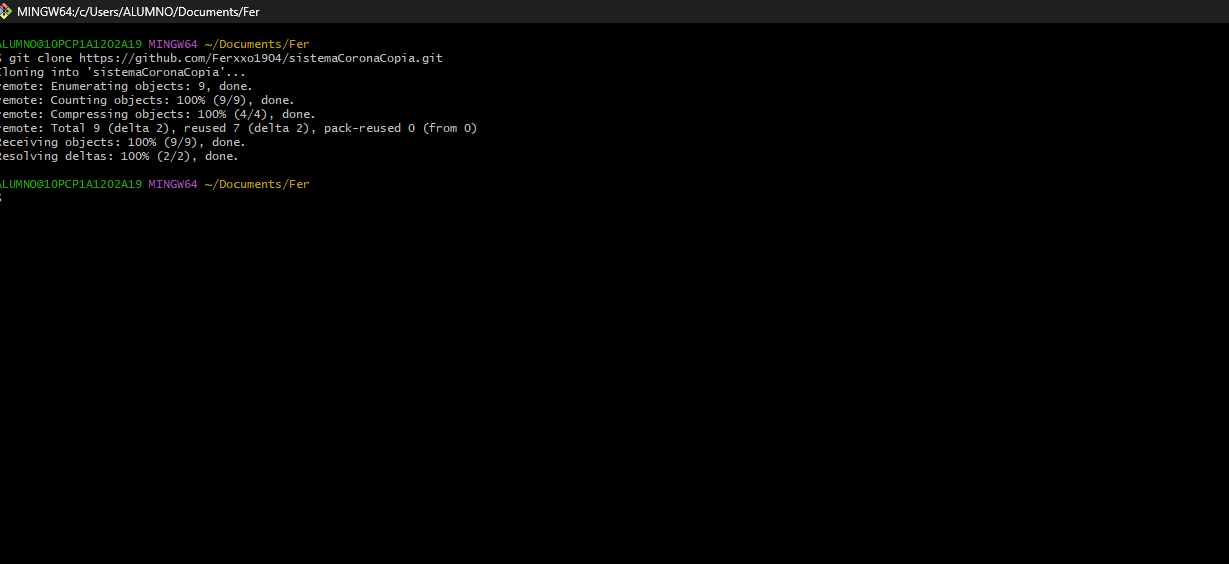 MINGW64:/c/Users/ALUMNO/Documents/Fer
ALUMNO@10PCP1A12O2A19 MINGW64 ~/Documents/Fer
$ git clone https://github.com/Ferxxo1904/sistemaCoronaCopia.git
Cloning into 'sistemaCoronaCopia'...
remote: Enumerating objects: 9, done.
remote: Counting objects: 100% (9/9), done.
remote: Compressing objects: 100% (4/4), done.
remote: Total 9 (delta 2), reused 7 (delta 2), pack-reused 0 (from 0)
Receiving objects: 100% (9/9), done.
Resolving deltas: 100% (2/2), done.
ALUMNO@10PCP1A12O2A19 MINGW64 ~/Documents/Fer
$